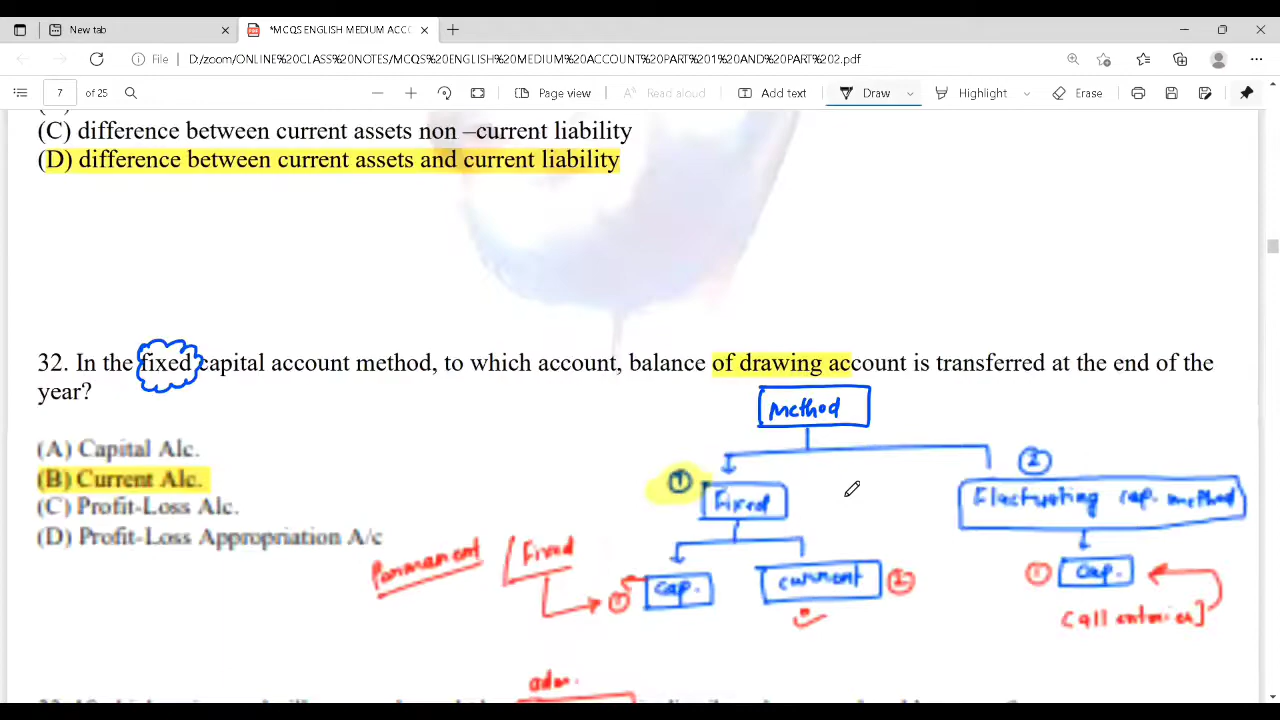 New tab
*MCQS ENGLISH MEDIUM ACCO
File D:/zoom/ONLINE%20CLASS%20NOTES/MCQS%20ENGLISH%20MEDIUM%20ACCOUNT%20PART%201%20AND%20PART%202.pdf
7 of 25 Page view Read aloud Add text Draw Highlight Erase
(C) difference between current assets non –current liability
(D) difference between current assets and current liability
32. In the fixed capital account method, to which account, balance of drawing account is transferred at the end of the
year?
Method
(A) Capital A/c.
(B) Current A/c.
(C) Profit-Loss A/c.
(D) Profit-Loss Appropriation A/c
① Fixed
② Fluctuating cap. method
Permanent Fixed
① cap.
current ②
① cap.
[all entries]
adm.